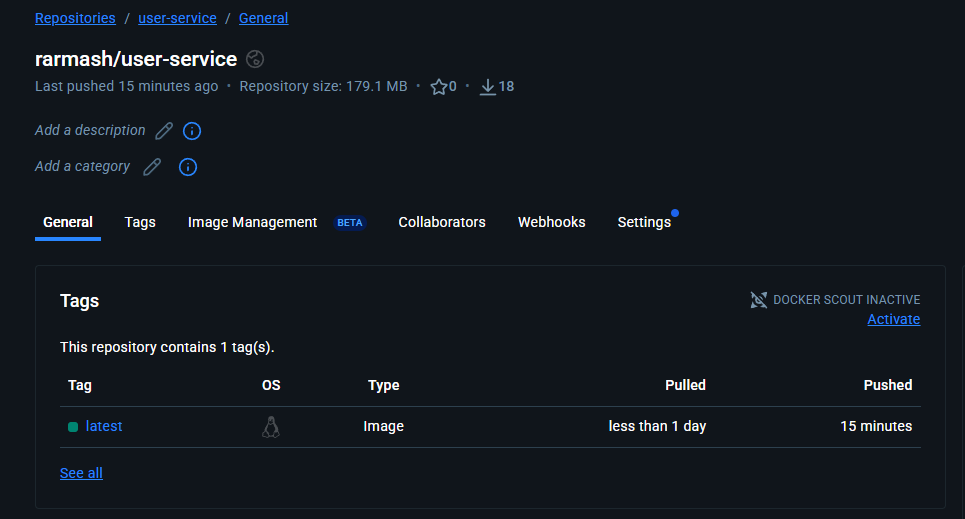 Repositories / user-service / General
rarmash/user-service
Last pushed 15 minutes ago • Repository size: 179.1 MB • 0 • 18
Add a description
Add a category
General Tags Image Management BETA Collaborators Webhooks Settings
Tags
DOCKER SCOUT INACTIVE
Activate
This repository contains 1 tag(s).
Tag OS Type Pulled Pushed
latest Image less than 1 day 15 minutes
See all